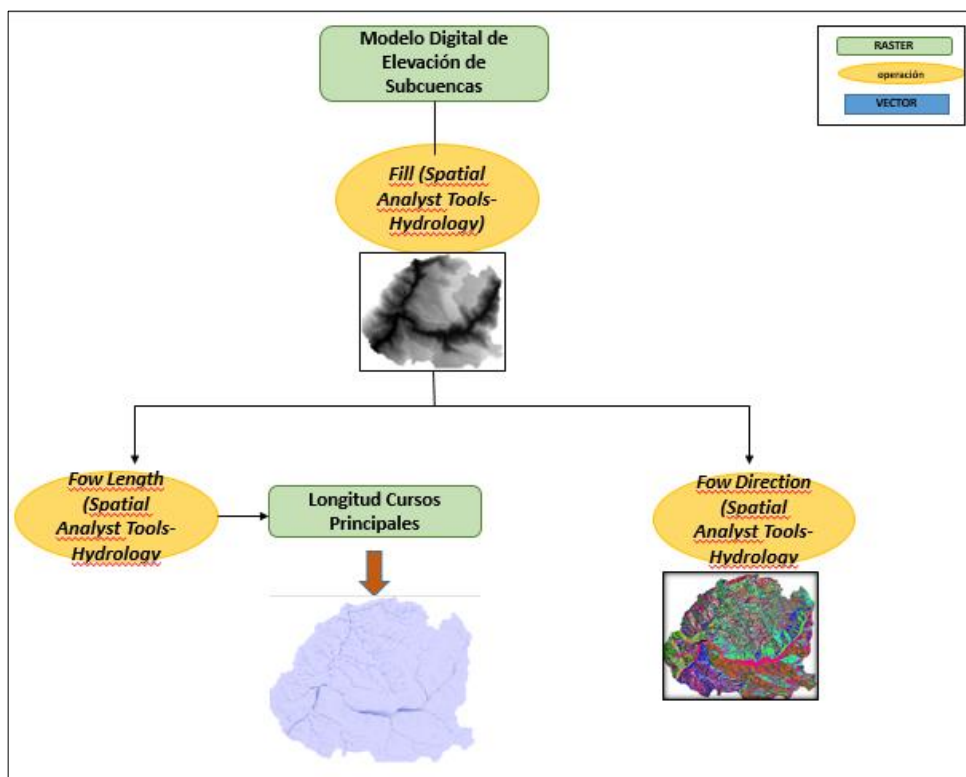 Modelo Digital de
Elevación de
Subcuencas
RASTER
operación
VECTOR
Fill (Spatial
Analyst Tools-
Hydrology)
Fow Length
(Spatial
Analyst Tools-
Hydrology
Longitud Cursos
Principales
Fow Direction
(Spatial
Analyst Tools-
Hydrology